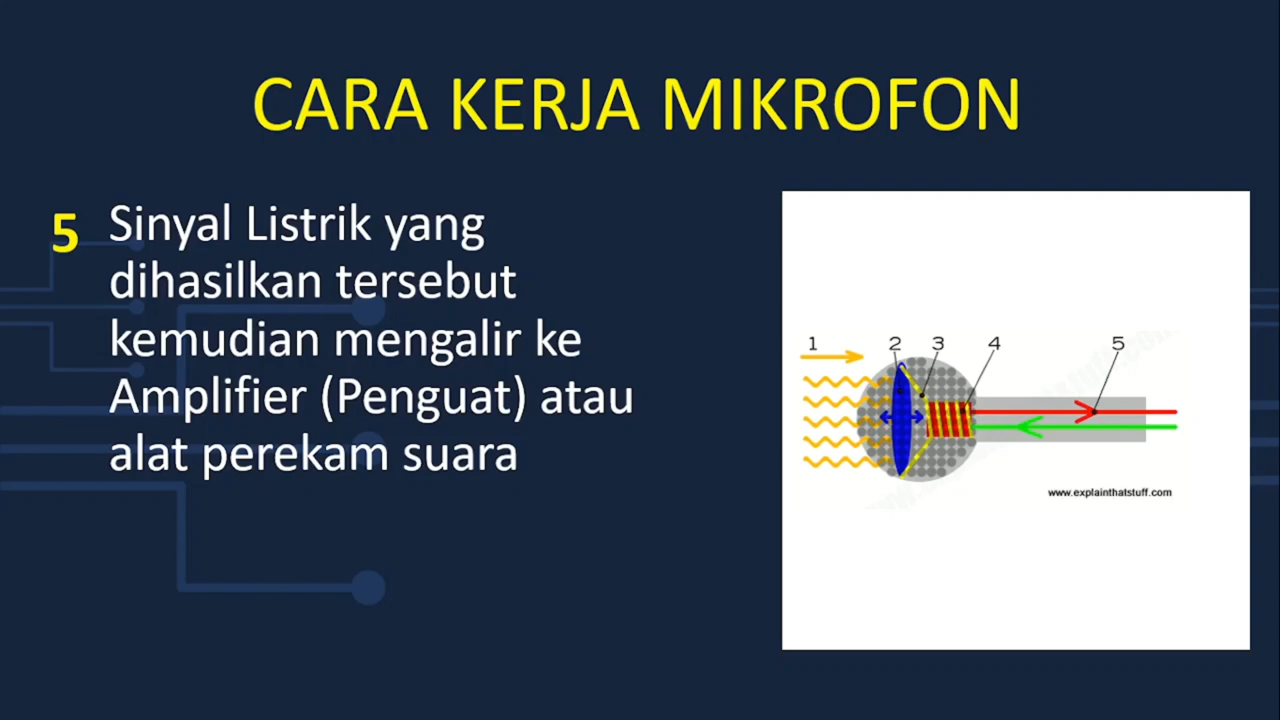 CARA KERJA MIKROFON
5
Sinyal Listrik yang
dihasilkan tersebut
kemudian mengalir ke
Amplifier (Penguat) atau
alat perekam suara
1 2 3 4 5
www.explainthatstuff.com